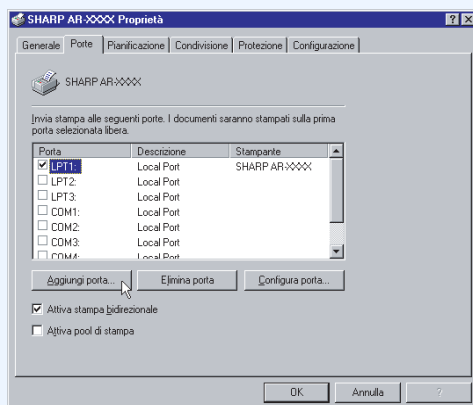 SHARP AR-XXXX Proprietà
Generale Porte Pianificazione Condivisione Protezione Configurazione
SHARP AR-XXXX
Invia stampa alle seguenti porte. I documenti saranno stampati sulla prima
porta selezionata libera.
Porta Descrizione Stampante
LPT1: Local Port SHARP AR-XXXX
LPT2: Local Port
LPT3: Local Port
COM1: Local Port
COM2: Local Port
COM3: Local Port
COM4: Local Port
Aggiungi porta... Elimina porta Configura porta...
Attiva stampa bidirezionale
Attiva pool di stampa
OK Annulla ?